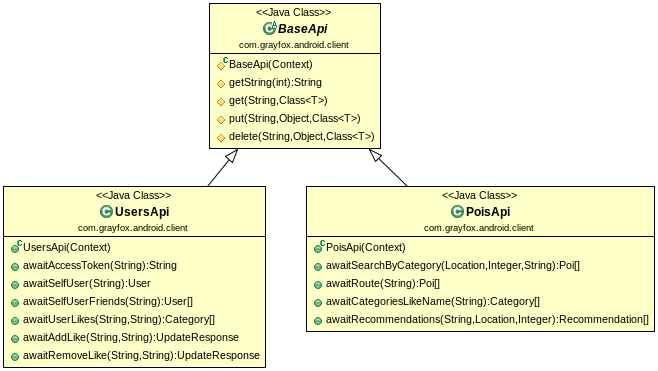 <<Java Class>>
BaseApi
com.grayfox.android.client
BaseApi(Context)
getString(int):String
get(String,Class<T>)
put(String,Object,Class<T>)
delete(String,Object,Class<T>)
<<Java Class>>
UsersApi
com.grayfox.android.client
UsersApi(Context)
awaitAccessToken(String):String
awaitSelfUser(String):User
awaitSelfUserFriends(String):User[]
awaitUserLikes(String,String):Category[]
awaitAddLike(String,String):UpdateResponse
awaitRemoveLike(String,String):UpdateResponse
<<Java Class>>
PoisApi
com.grayfox.android.client
PoisApi(Context)
awaitSearchByCategory(Location,Integer,String):Poi[]
awaitRoute(String):Poi[]
awaitCategoriesLikeName(String):Category[]
awaitRecommendations(String,Location,Integer):Recommendation[]